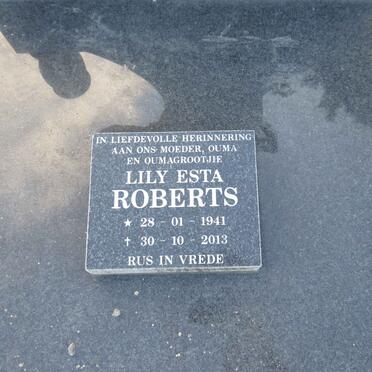 IN LIEFDEVOLLE HERINNERING
AAN ONS MOEDER, OUMA
EN OUMAGROOTJIE
LILY ESTA
ROBERTS
★ 28 - 01 - 1941
† 30 - 10 - 2013
RUS IN VREDE